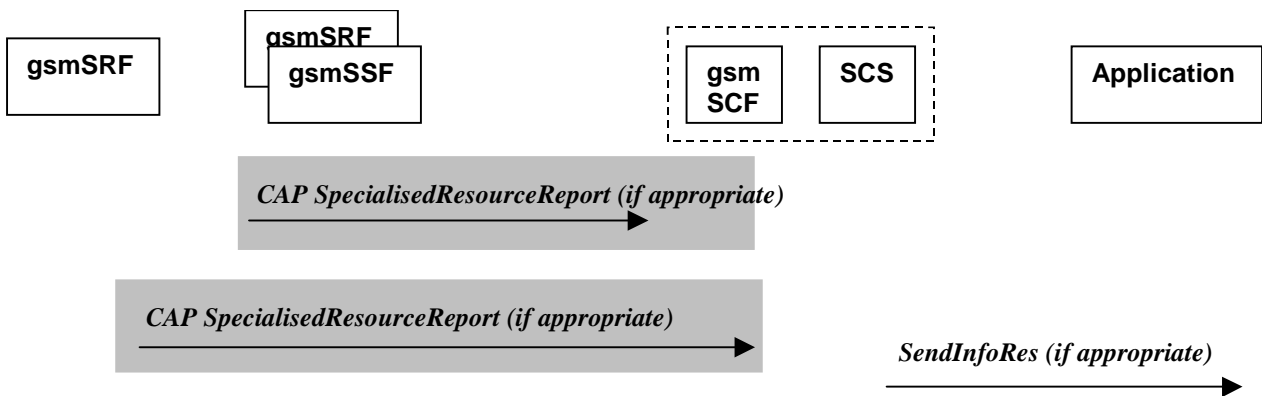 gsmSRF
gsmSRF
gsmSSF
gsm
SCF
SCS
Application
CAP SpecialisedResourceReport (if appropriate)
CAP SpecialisedResourceReport (if appropriate)
SendInfoRes (if appropriate)